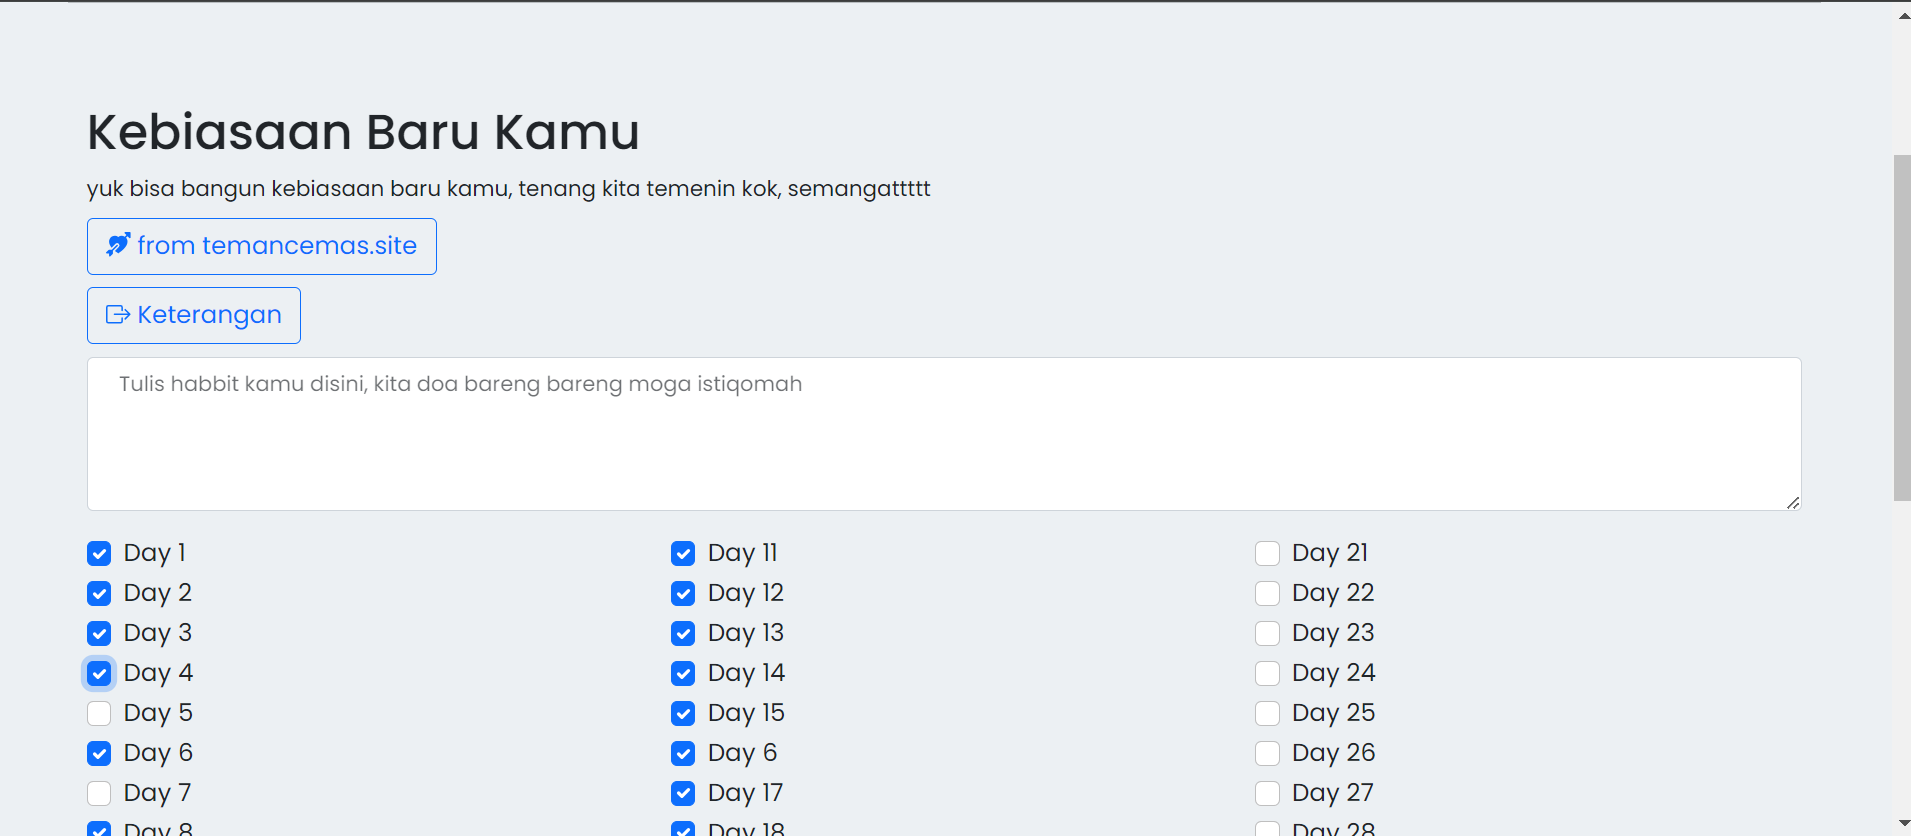 Kebiasaan Baru Kamu
yuk bisa bangun kebiasaan baru kamu, tenang kita temenin kok, semangattttt
from temancemas.site
Keterangan
Tulis habbit kamu disini, kita doa bareng bareng moga istiqomah
Day 1
Day 2
Day 3
Day 4
Day 5
Day 6
Day 7
Day 8
Day 11
Day 12
Day 13
Day 14
Day 15
Day 6
Day 17
Day 18
Day 21
Day 22
Day 23
Day 24
Day 25
Day 26
Day 27
Day 28